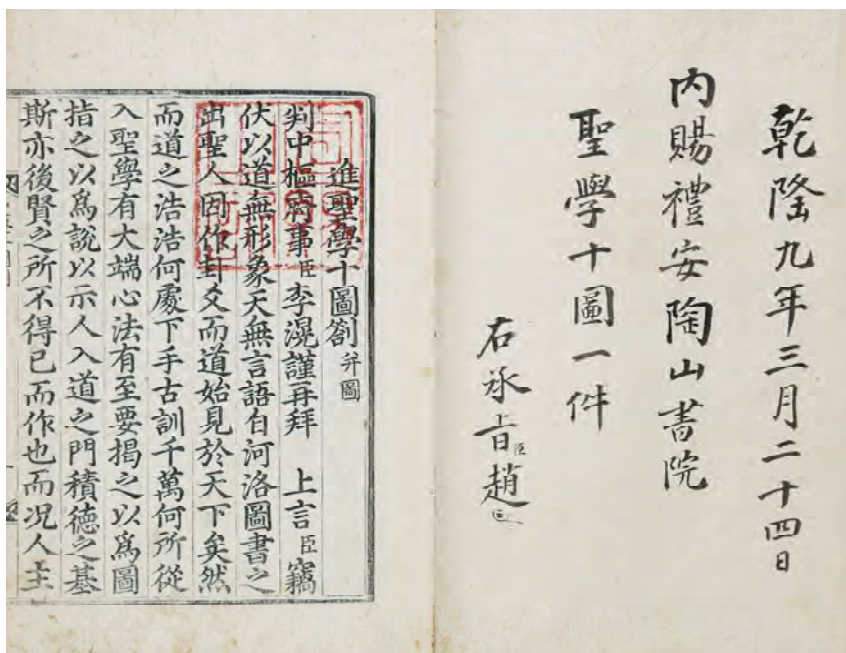 乾隆九年三月二十四日
內賜禮安陶山書院
聖學十圖一件
右承旨臣趙
進聖學十圖劄 并圖
判中樞府事臣李滉謹再拜 上言臣竊
伏以道無形象天無言語自河洛圖書之
出聖人因作卦爻而道始見於天下矣然
而道之浩浩何處下手古訓千萬何所從
入聖學有大端心法有至要揭之以爲圖
指之以爲說以示人入道之門積德之基
斯亦後賢之所不得已而作也而況人主